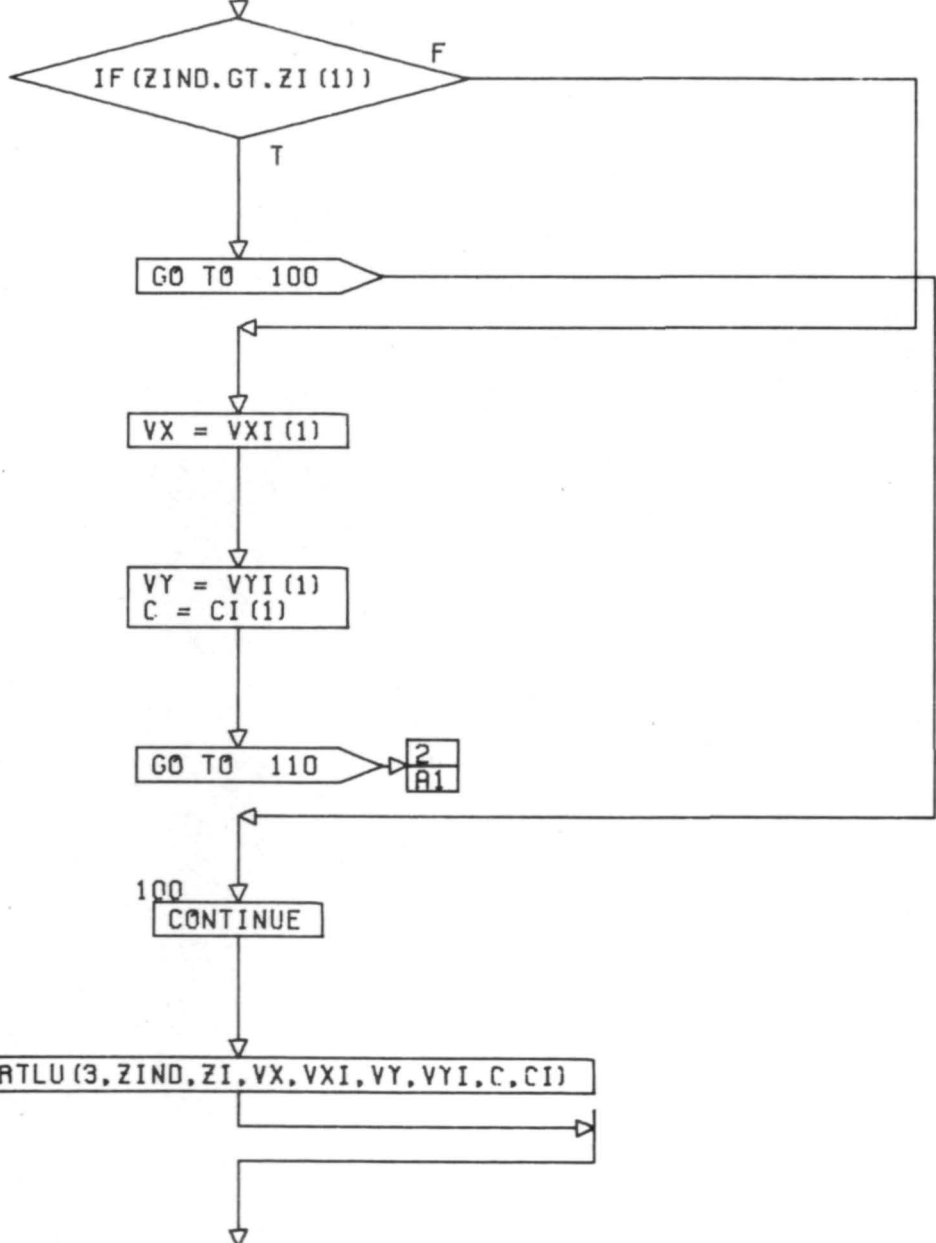 F
IF(ZIND.GT.ZI(1))
T
GO TO 100
VX = VXI(1)
VY = VYI(1)
C = CI(1)
GO TO 110
2
A1
100
CONTINUE
ATLU(3,ZIND,ZI,VX,VXI,VY,VYI,C,CI)